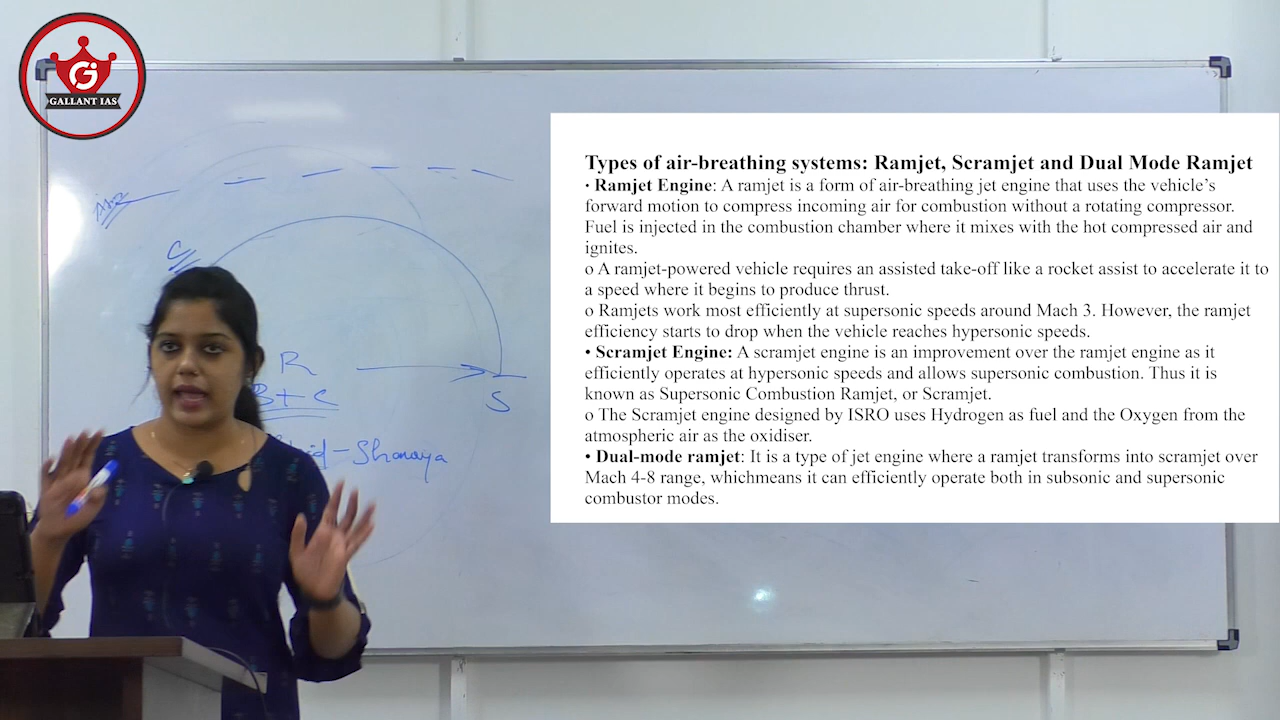 GALLANT IAS
Types of air-breathing systems: Ramjet, Scramjet and Dual Mode Ramjet
· Ramjet Engine: A ramjet is a form of air-breathing jet engine that uses the vehicle’s
forward motion to compress incoming air for combustion without a rotating compressor.
Fuel is injected in the combustion chamber where it mixes with the hot compressed air and
ignites.
o A ramjet-powered vehicle requires an assisted take-off like a rocket assist to accelerate it to
a speed where it begins to produce thrust.
o Ramjets work most efficiently at supersonic speeds around Mach 3. However, the ramjet
efficiency starts to drop when the vehicle reaches hypersonic speeds.
• Scramjet Engine: A scramjet engine is an improvement over the ramjet engine as it
efficiently operates at hypersonic speeds and allows supersonic combustion. Thus it is
known as Supersonic Combustion Ramjet, or Scramjet.
o The Scramjet engine designed by ISRO uses Hydrogen as fuel and the Oxygen from the
atmospheric air as the oxidiser.
• Dual-mode ramjet: It is a type of jet engine where a ramjet transforms into scramjet over
Mach 4-8 range, whichmeans it can efficiently operate both in subsonic and supersonic
combustor modes.
C
R
B + C
S
- Shouraya